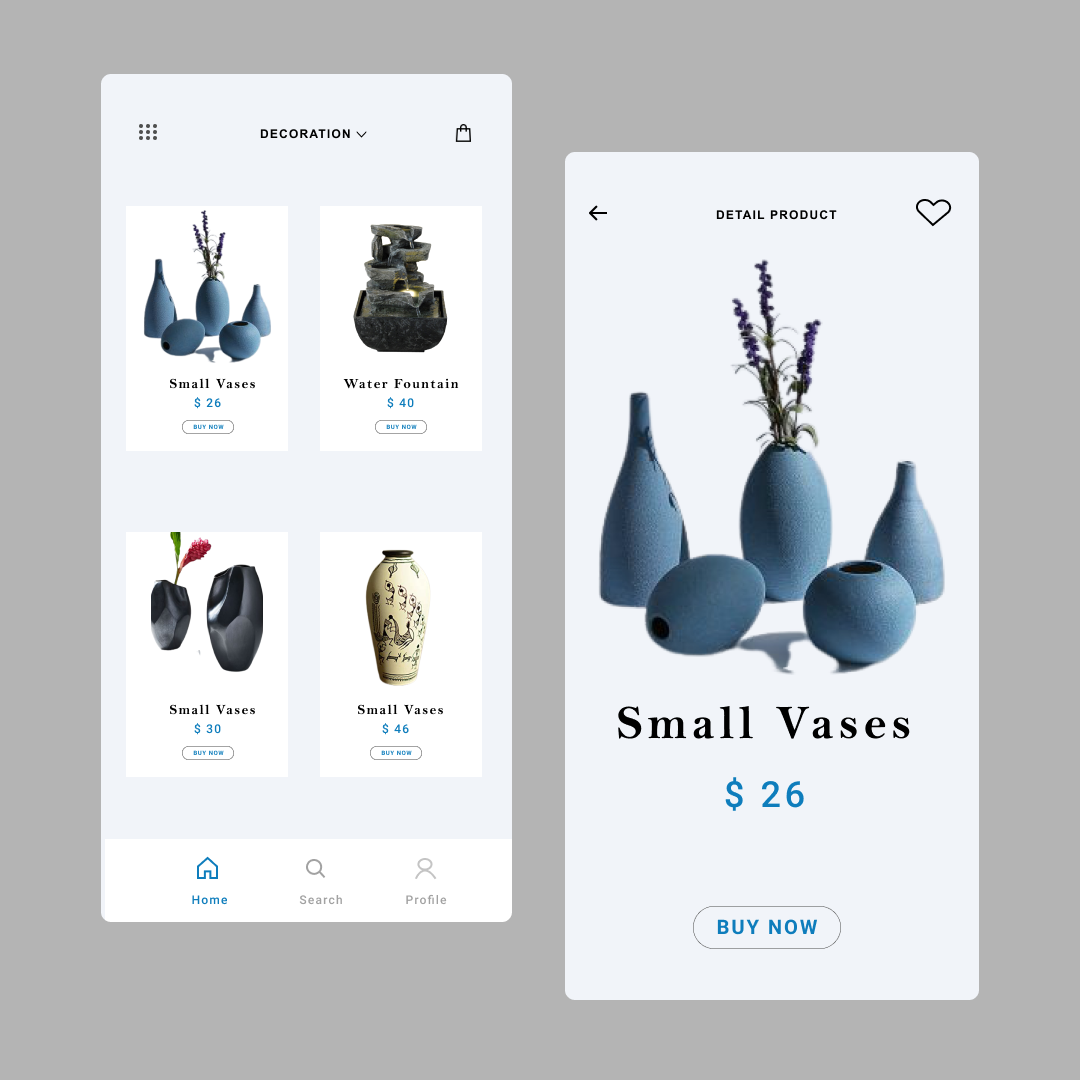 DECORATION
Small Vases
$ 26
BUY NOW
Water Fountain
$ 40
BUY NOW
Small Vases
$ 30
BUY NOW
Small Vases
$ 46
BUY NOW
Home
Search
Profile
DETAIL PRODUCT
Small Vases
$ 26
BUY NOW